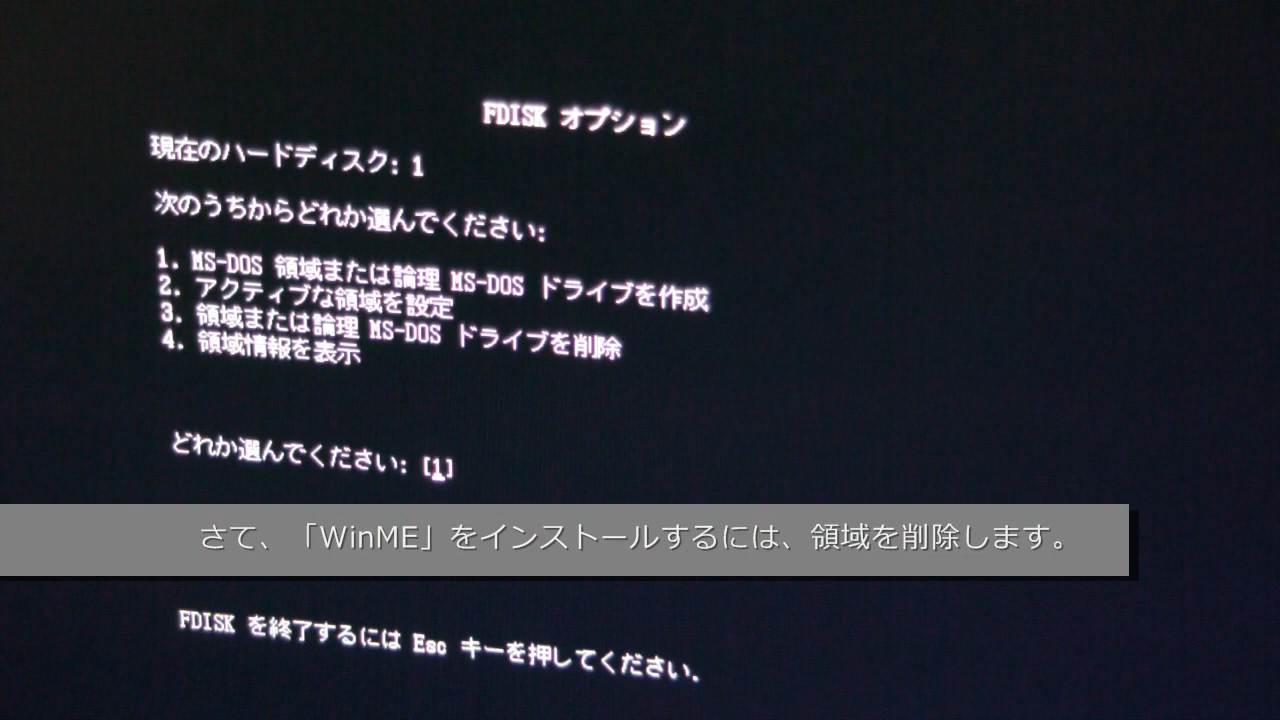 FDISK オプション
現在のハードディスク: 1
次のうちからどれか選んでください:
1. MS-DOS 領域または論理 MS-DOS ドライブを作成
2. アクティブな領域を設定
3. 領域または論理 MS-DOS ドライブを削除
4. 領域情報を表示
どれか選んでください: [1]
さて、「WinME」をインストールするには、領域を削除します。
FDISK を終了するには Esc キーを押してください.